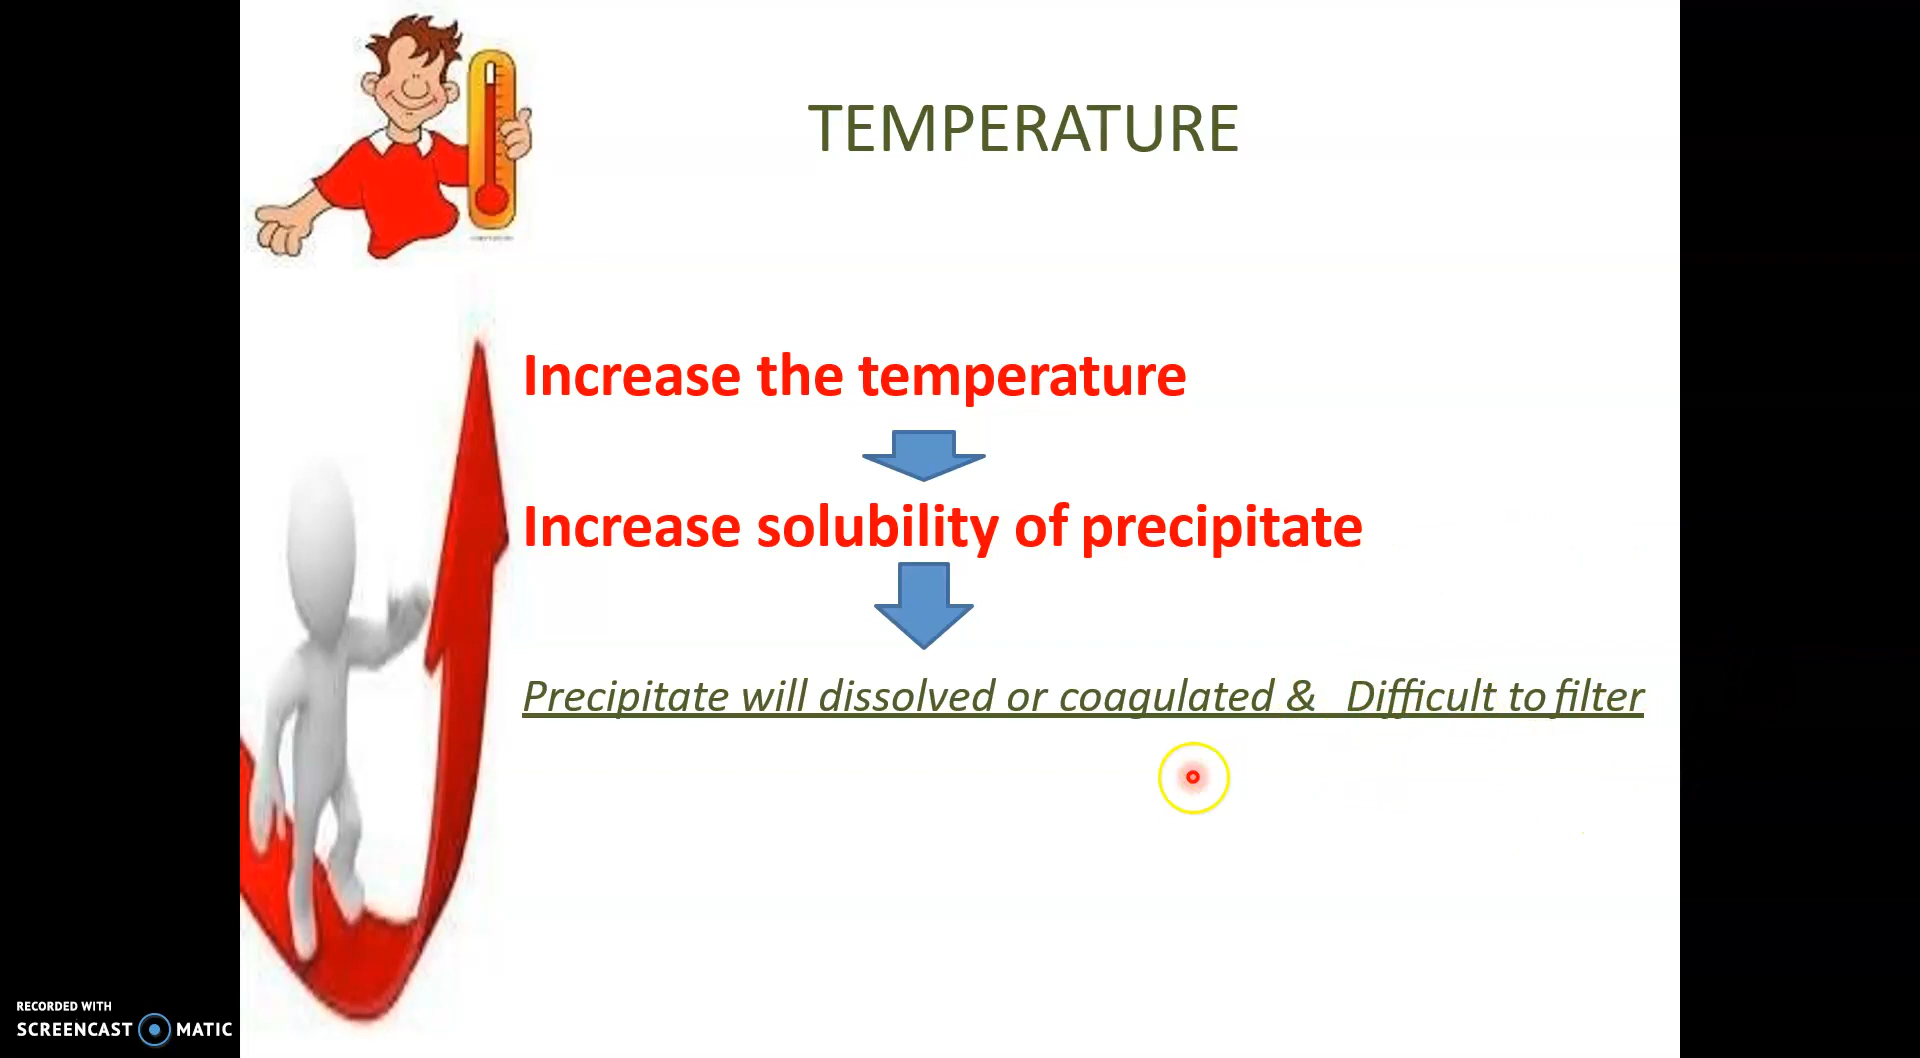 TEMPERATURE
Increase the temperature
Increase solubility of precipitate
Precipitate will dissolved or coagulated & Difficult to filter
RECORDED WITH
SCREENCAST MATIC